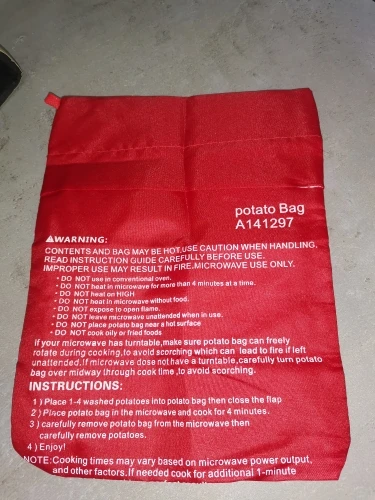 potato Bag
A141297
⚠WARNING:
CONTENTS AND BAG MAY BE HOT.USE CAUTION WHEN HANDLING.
READ INSTRUCTION GUIDE CAREFULLY BEFORE USE.
IMPROPER USE MAY RESULT IN FIRE.MICROWAVE USE ONLY.
• DO NOT use in conventional oven.
• DO NOT heat in microwave for more than 4 minutes at a time.
• DO NOT heat on HIGH
• DO NOT heat in microwave without food.
• DO NOT expose to open flame.
• DO NOT leave microwave unattended when in use.
• DO NOT place potato bag near a hot surface
• DO NOT cook oily or fried foods
If your microwave has turntable,make sure potato bag can freely
rotate during cooking,to avoid scorching which can lead to fire if left
unattended.If microwave dose not have a turntable,carefully turn potato
bag over midway through cook time,to avoid scorching.
INSTRUCTIONS:
1 ) Place 1-4 washed potatoes into potato bag then close the flap
2 ) Pince potato bag in the microwave and cook for 4 minutes.
3 ) carefully remove potato bag from the microwave then
carefully remove potatoes.
4 ) Enjoy!
NOTE:Cooking times may vary based on microwave power output,
and other factors.If needed cook for additional 1-minute